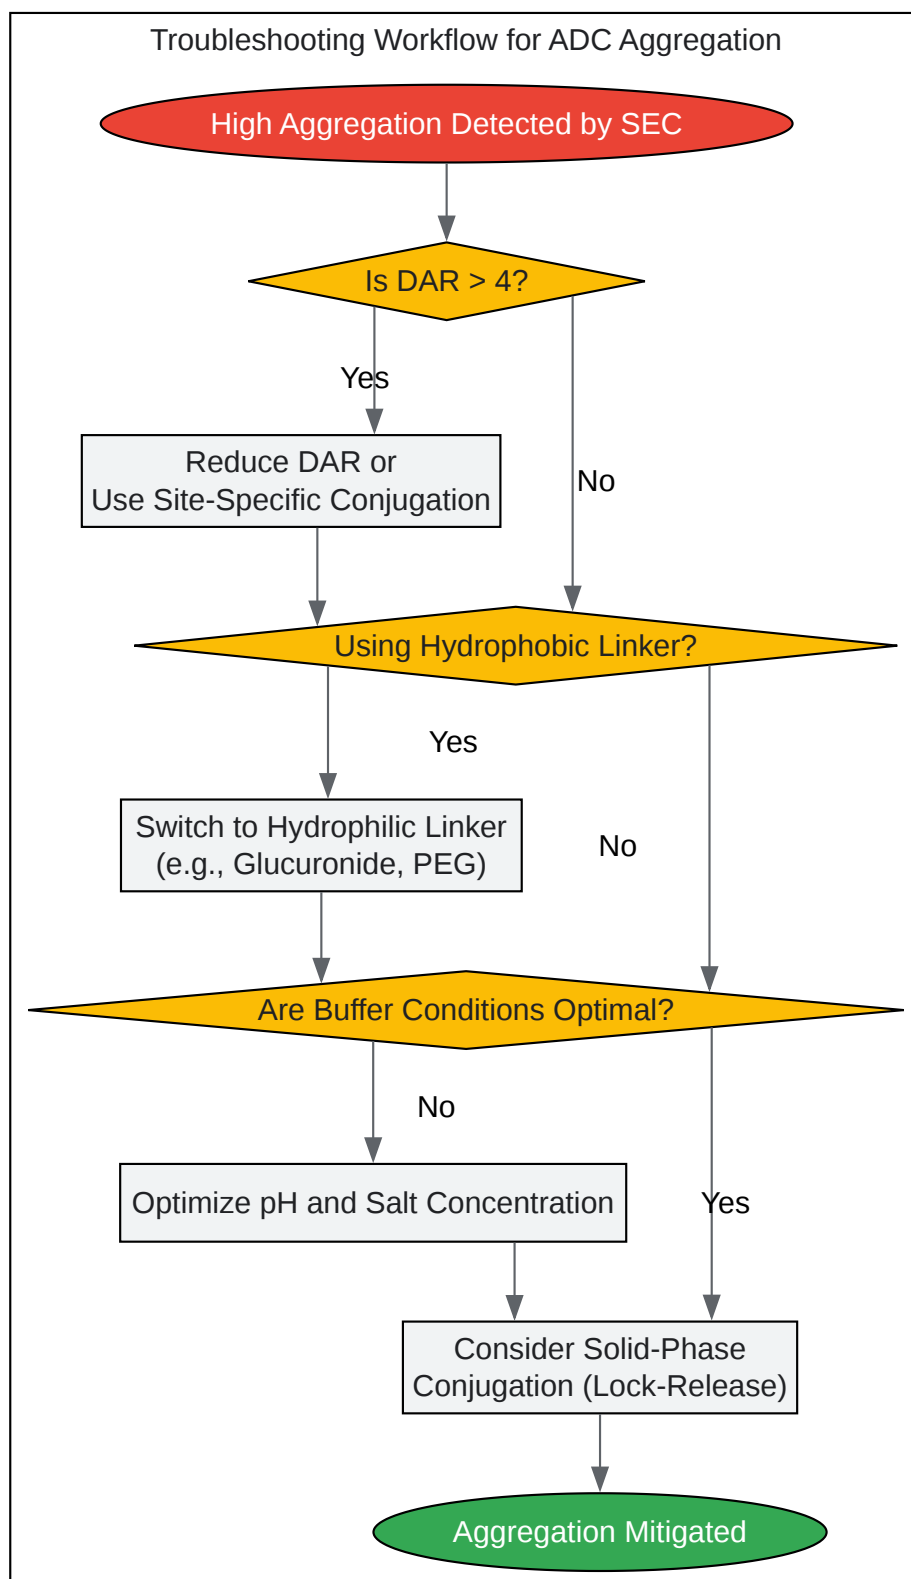 Troubleshooting Workflow for ADC Aggregation
High Aggregation Detected by SEC
Is DAR > 4?
Yes
Reduce DAR or
Use Site-Specific Conjugation
No
Using Hydrophobic Linker?
Yes
Switch to Hydrophilic Linker
(e.g., Glucuronide, PEG)
No
Are Buffer Conditions Optimal?
No
Optimize pH and Salt Concentration
Yes
Consider Solid-Phase
Conjugation (Lock-Release)
Aggregation Mitigated